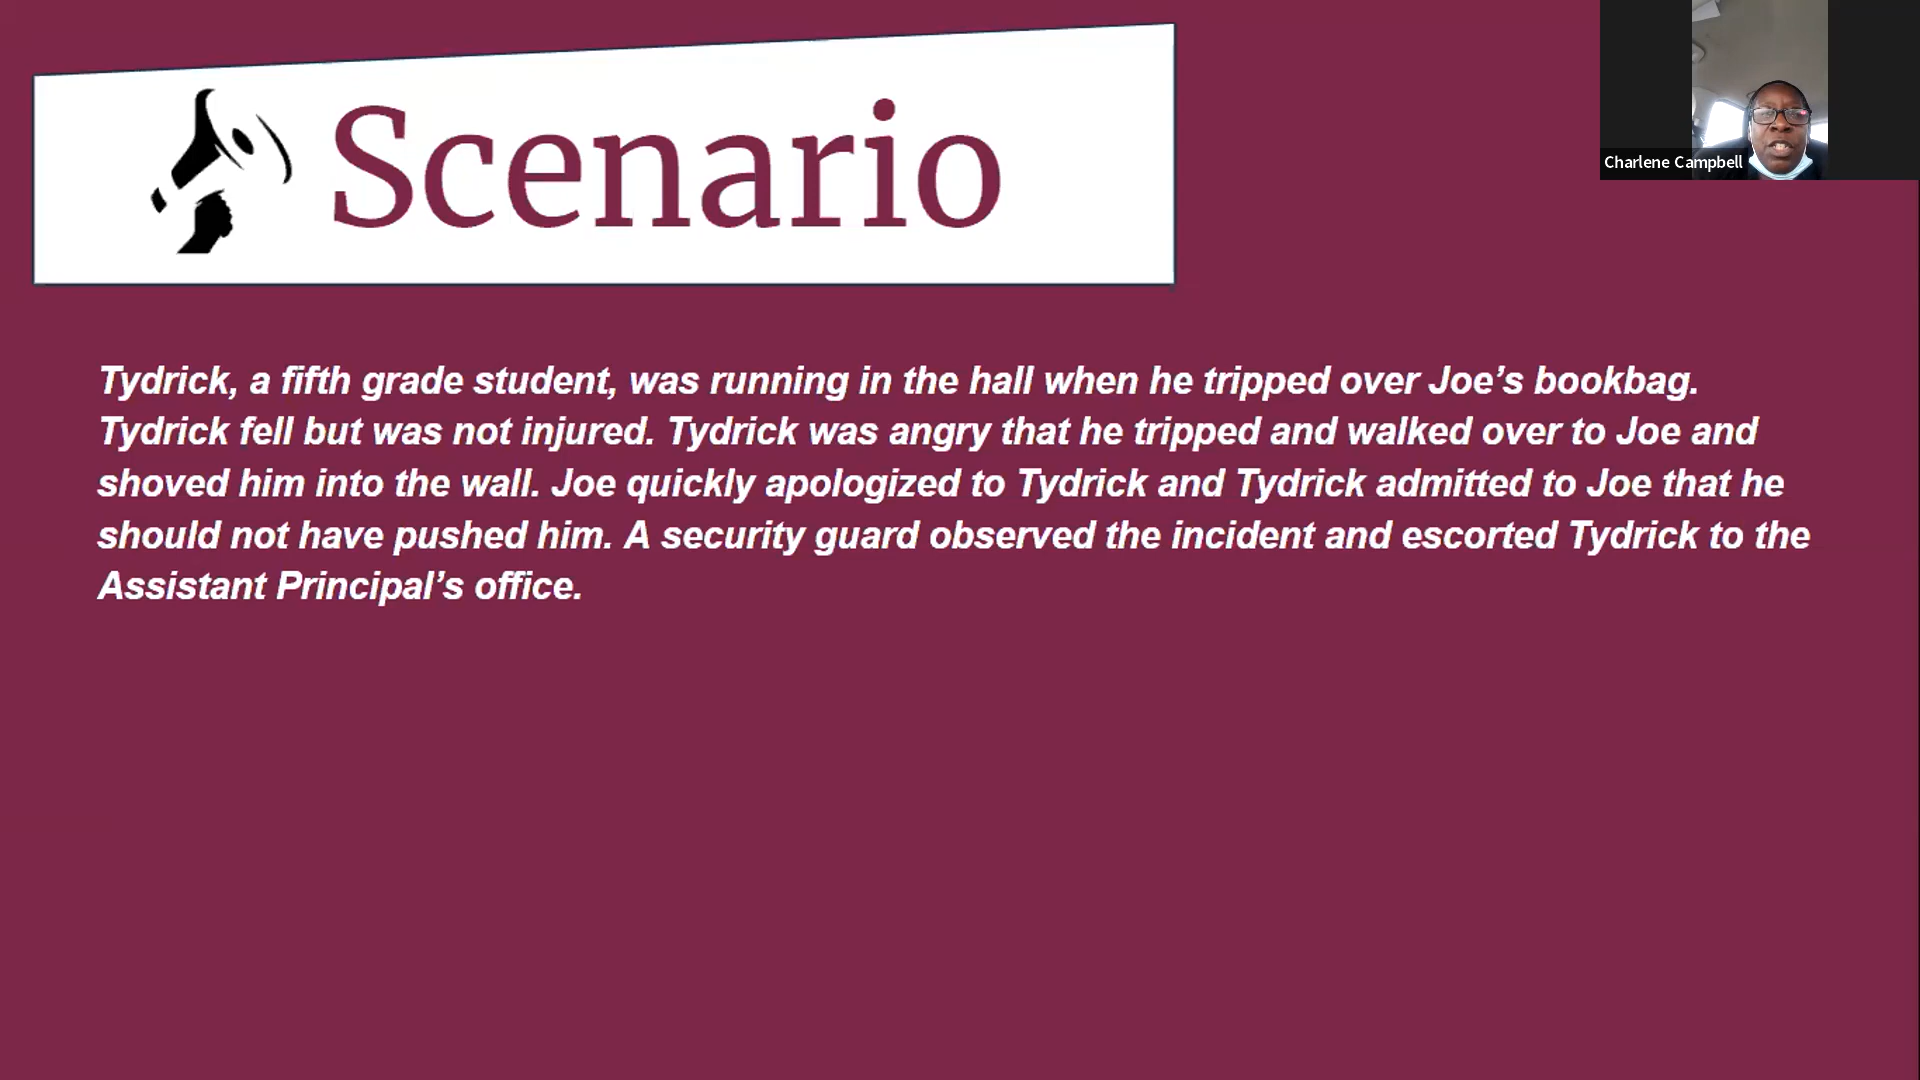 Scenario
Charlene Campbell
Tydrick, a fifth grade student, was running in the hall when he tripped over Joe’s bookbag.
Tydrick fell but was not injured. Tydrick was angry that he tripped and walked over to Joe and
shoved him into the wall. Joe quickly apologized to Tydrick and Tydrick admitted to Joe that he
should not have pushed him. A security guard observed the incident and escorted Tydrick to the
Assistant Principal’s office.